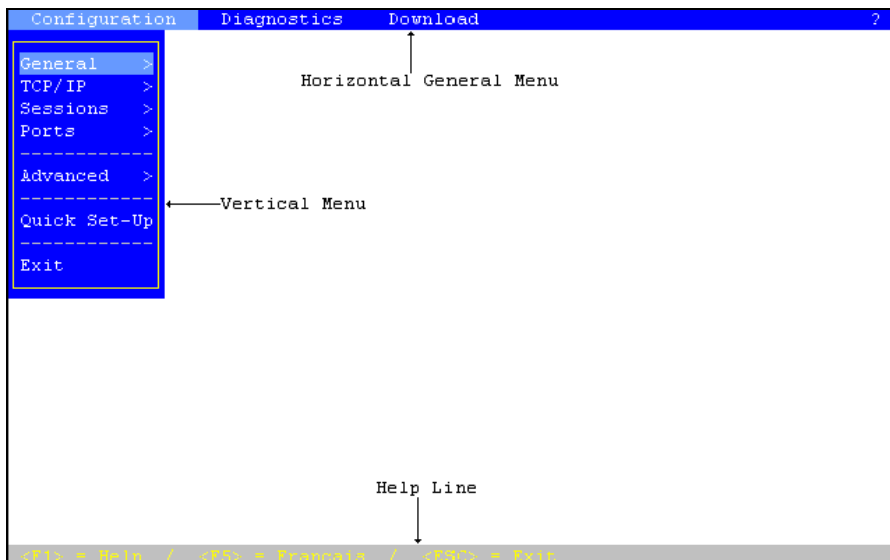 Configuration Diagnostics Download ?
General >
Horizontal General Menu
TCP/IP >
Sessions >
Ports >
------------
Advanced >
------------
Vertical Menu
Quick Set-Up
------------
Exit
Help Line
<F1> = Help / <F5> = Francais / <ESC> = Exit